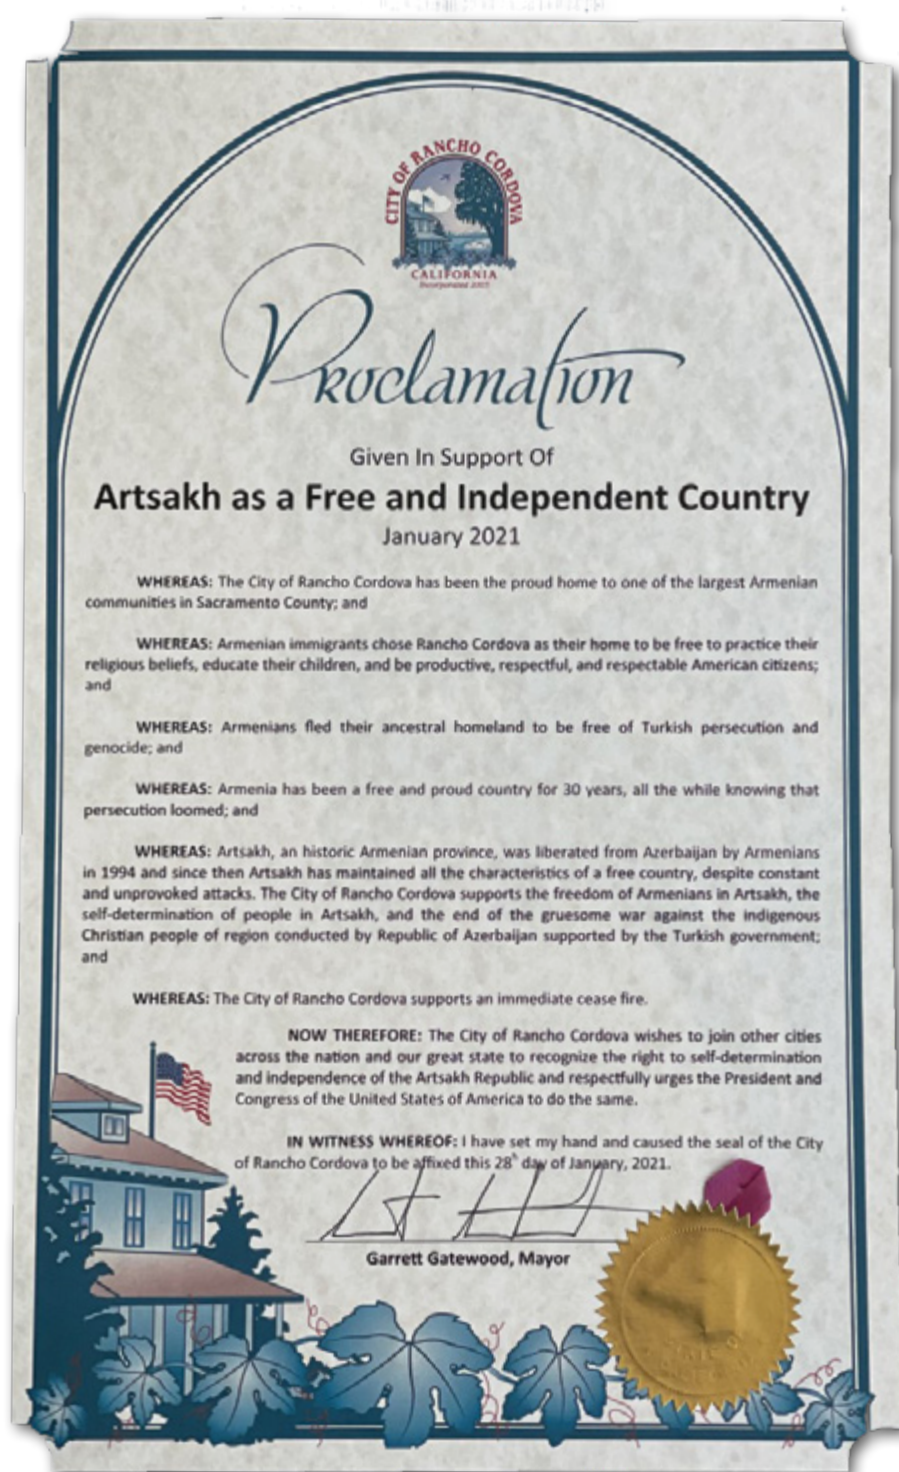 CITY OF RANCHO CORDOVA
CALIFORNIA
Incorporated 2003
Proclamation
Given In Support Of
Artsakh as a Free and Independent Country
January 2021
WHEREAS: The City of Rancho Cordova has been the proud home to one of the largest Armenian
communities in Sacramento County; and
WHEREAS: Armenian immigrants chose Rancho Cordova as their home to be free to practice their
religious beliefs, educate their children, and be productive, respectful, and respectable American citizens;
and
WHEREAS: Armenians fled their ancestral homeland to be free of Turkish persecution and
genocide; and
WHEREAS: Armenia has been a free and proud country for 30 years, all the while knowing that
persecution loomed; and
WHEREAS: Artsakh, an historic Armenian province, was liberated from Azerbaijan by Armenians
in 1994 and since then Artsakh has maintained all the characteristics of a free country, despite constant
and unprovoked attacks. The City of Rancho Cordova supports the freedom of Armenians in Artsakh, the
self-determination of people in Artsakh, and the end of the gruesome war against the indigenous
Christian people of region conducted by Republic of Azerbaijan supported by the Turkish government;
and
WHEREAS: The City of Rancho Cordova supports an immediate cease fire.
NOW THEREFORE: The City of Rancho Cordova wishes to join other cities
across the nation and our great state to recognize the right to self-determination
and independence of the Artsakh Republic and respectfully urges the President and
Congress of the United States of America to do the same.
IN WITNESS WHEREOF: I have set my hand and caused the seal of the City
of Rancho Cordova to be affixed this 28th day of January, 2021.
Garrett Gatewood, Mayor